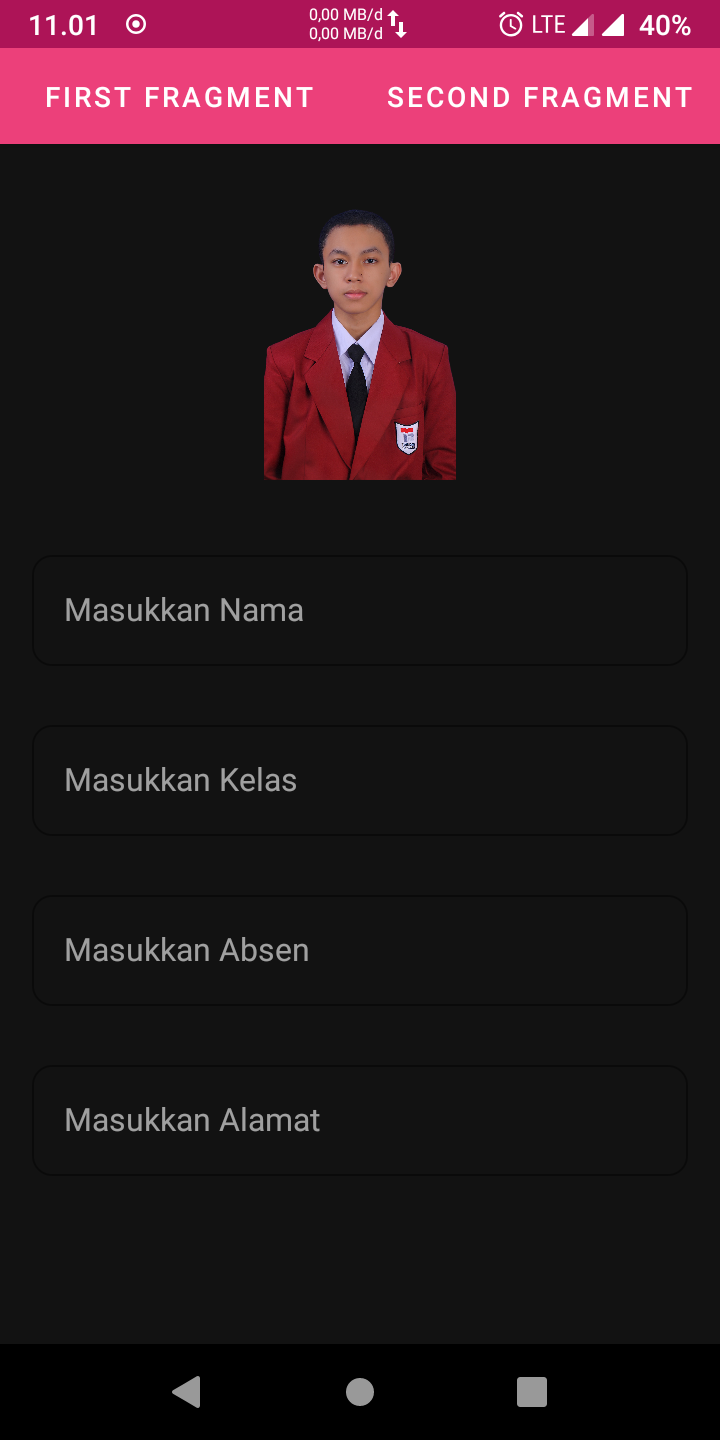 11.01
0,00 MB/d
0,00 MB/d
LTE
40%
FIRST FRAGMENT
SECOND FRAGMENT
Masukkan Nama
Masukkan Kelas
Masukkan Absen
Masukkan Alamat